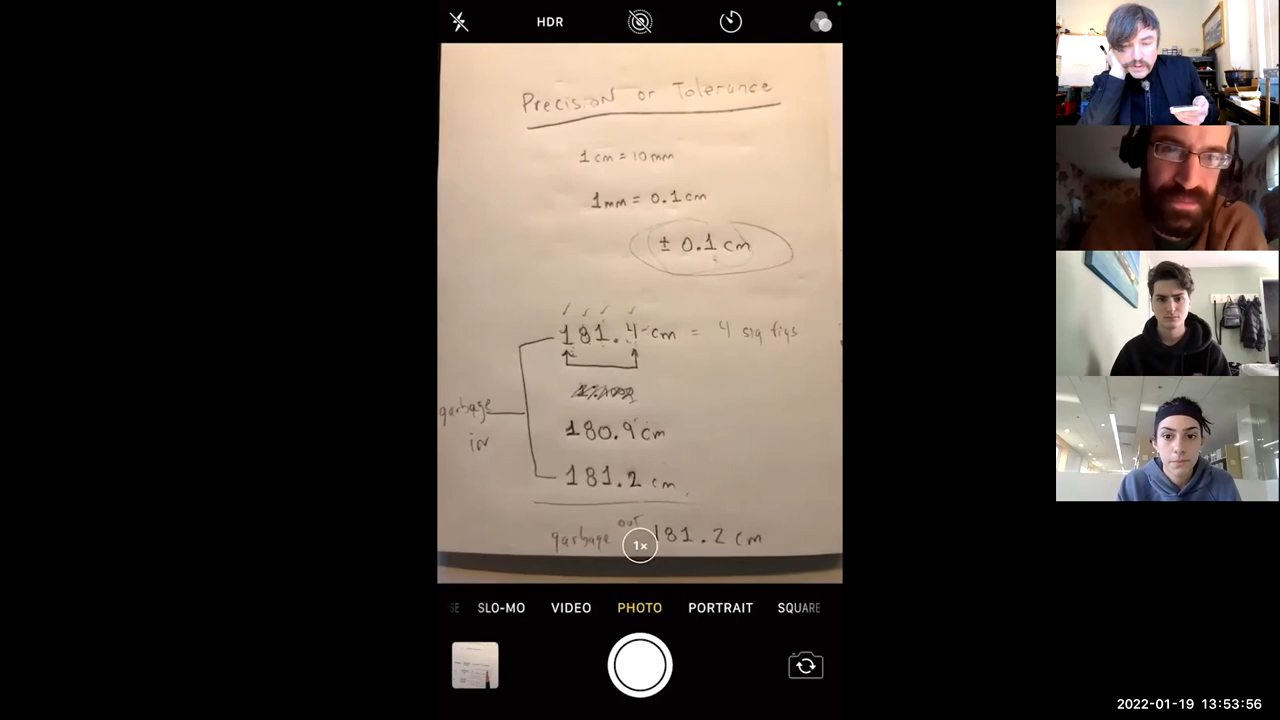 HDR
Precision or Tolerance
1 cm = 10 mm
1mm = 0.1 cm
± 0.1 cm
181.4 cm = 4 sig figs
garbage
in
180.9 cm
181.2 cm
garbage out 181.2 cm
1×
SLO-MO VIDEO PHOTO PORTRAIT SQUARE
2022-01-19 13:53:56